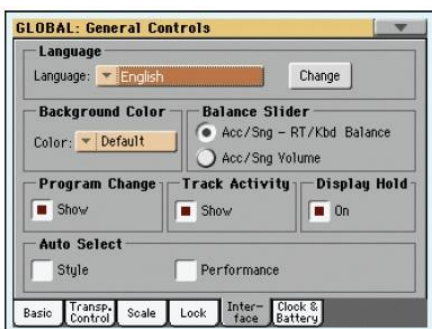 GLOBAL: General Controls
Language
Language: English Change
Background Color
Color: Default
Balance Slider
Acc/Sng - RT/Kbd Balance
Acc/Sng Volume
Program Change
Show
Track Activity
Show
Display Hold
On
Auto Select
Style Performance
Basic Transp. Control Scale Lock Inter-face Clock & Battery